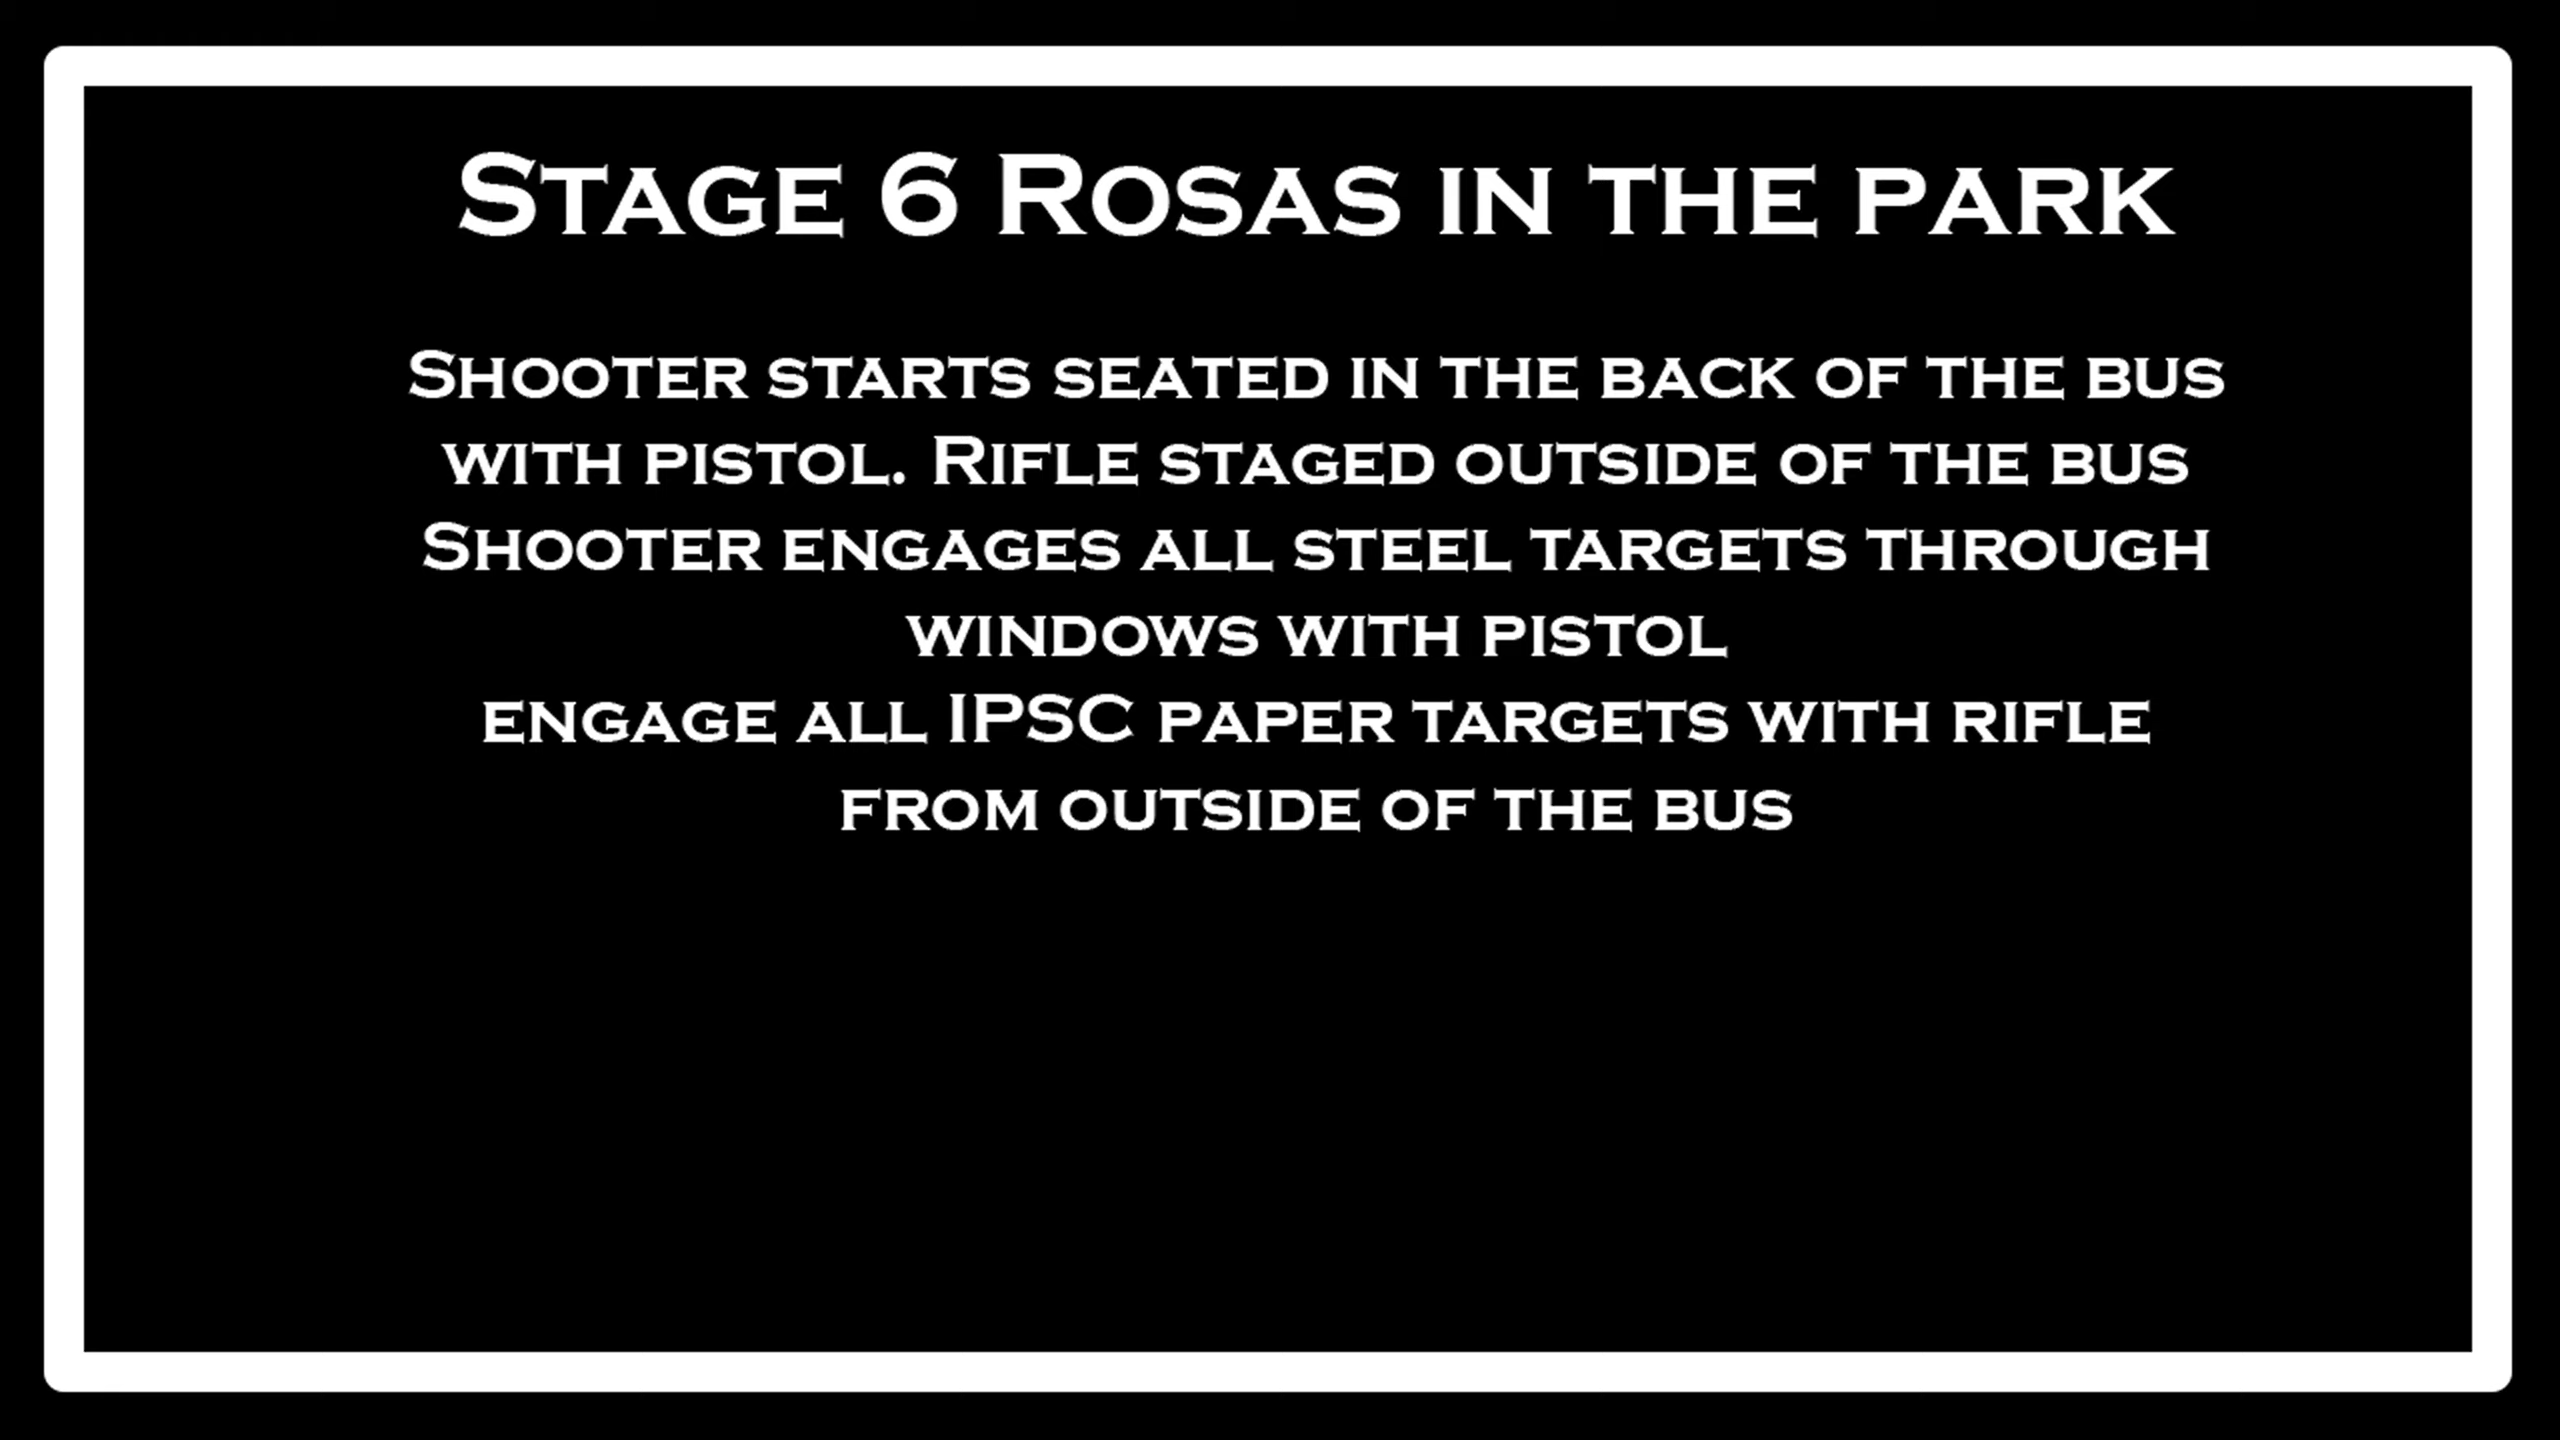 Stage 6 Rosas in the park
Shooter starts seated in the back of the bus
with pistol. Rifle staged outside of the bus
Shooter engages all steel targets through
windows with pistol
engage all IPSC paper targets with rifle
from outside of the bus